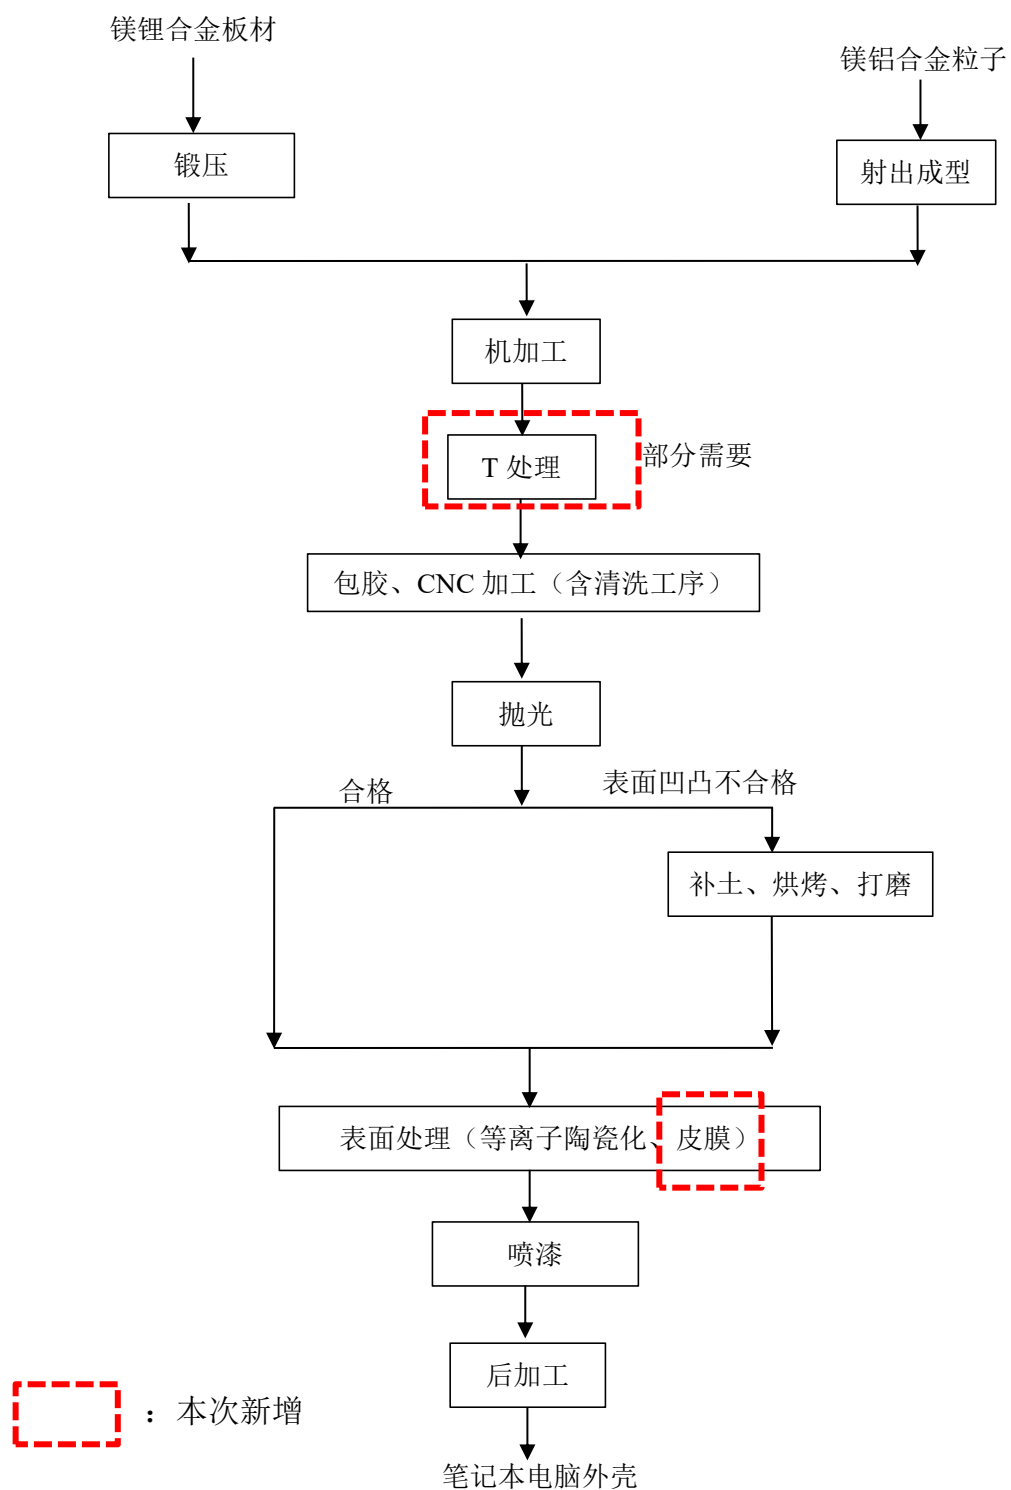 镁锂合金板材
镁铝合金粒子
锻压
射出成型
机加工
T 处理
部分需要
包胶、CNC 加工（含清洗工序）
抛光
合格
表面凹凸不合格
补土、烘烤、打磨
表面处理（等离子陶瓷化、皮膜）
喷漆
后加工
：本次新增
笔记本电脑外壳